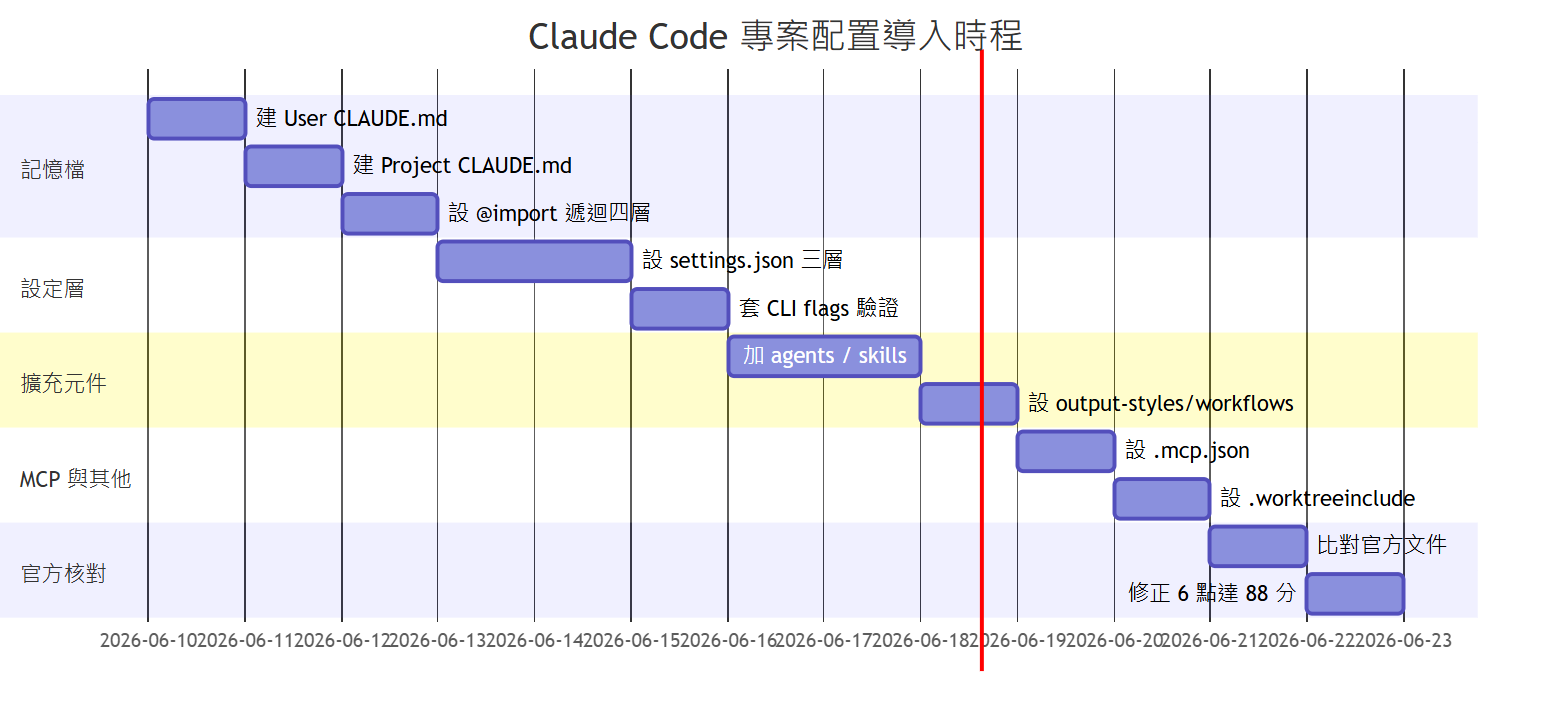 Claude Code 專案配置導入時程
記憶檔
建 User CLAUDE.md
建 Project CLAUDE.md
設 @import 遞迴四層
設定層
設 settings.json 三層
套 CLI flags 驗證
擴充元件
加 agents / skills
設 output-styles/workflows
MCP 與其他
設 .mcp.json
設 .worktreeinclude
官方核對
比對官方文件
修正 6 點達 88 分
2026-06-10 2026-06-11 2026-06-12 2026-06-13 2026-06-14 2026-06-15 2026-06-16 2026-06-17 2026-06-18 2026-06-19 2026-06-20 2026-06-21 2026-06-22 2026-06-23